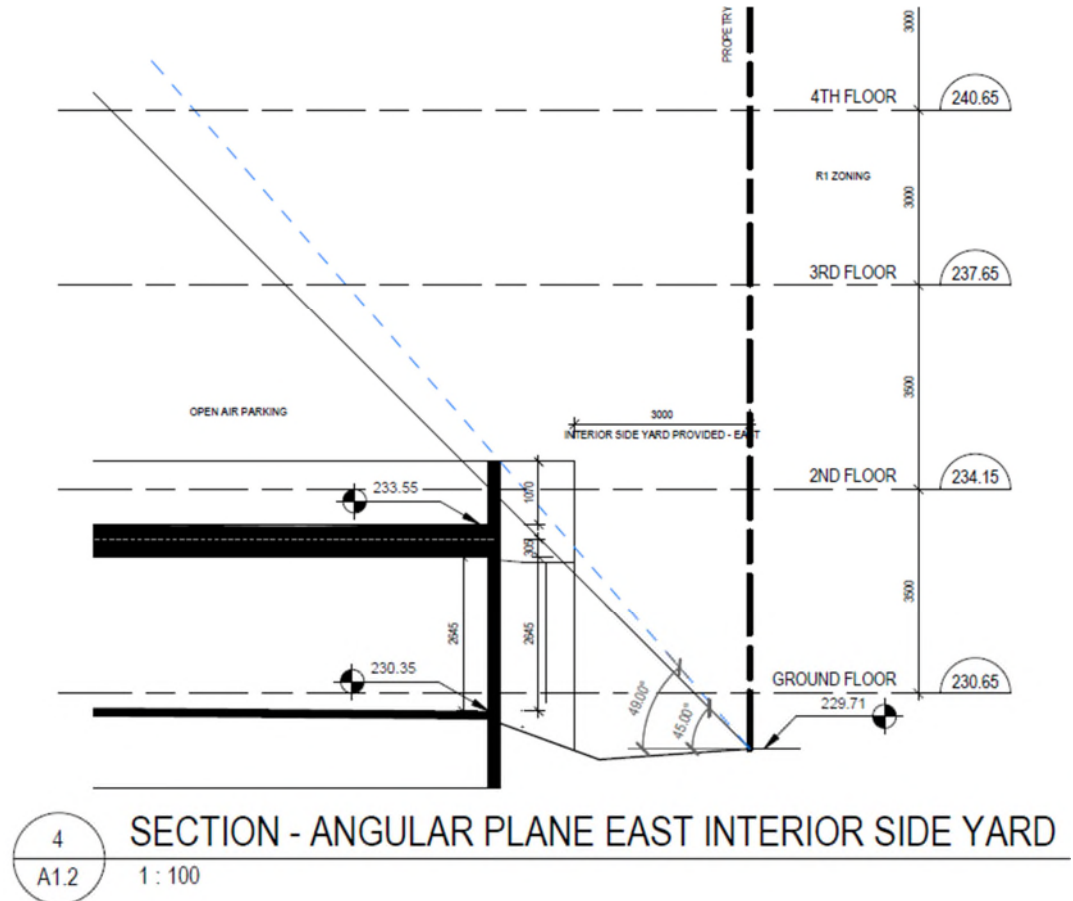 PROPETRY
3000
4TH FLOOR
240.65
R1 ZONING
3000
3RD FLOOR
237.65
3500
OPEN AIR PARKING
3000
INTERIOR SIDE YARD PROVIDED - EAST
2ND FLOOR
234.15
233.55
1070
305
3500
2645
2645
230.35
GROUND FLOOR
230.65
229.71
49.00°
45.00°
4
A1.2
SECTION - ANGULAR PLANE EAST INTERIOR SIDE YARD
1 : 100